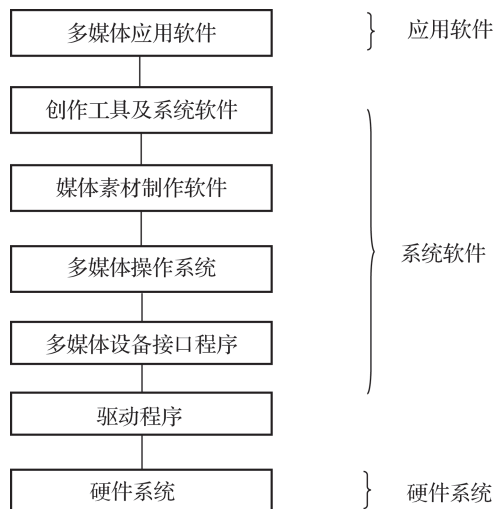 多媒体应用软件
应用软件
创作工具及系统软件
媒体素材制作软件
多媒体操作系统
系统软件
多媒体设备接口程序
驱动程序
硬件系统
硬件系统